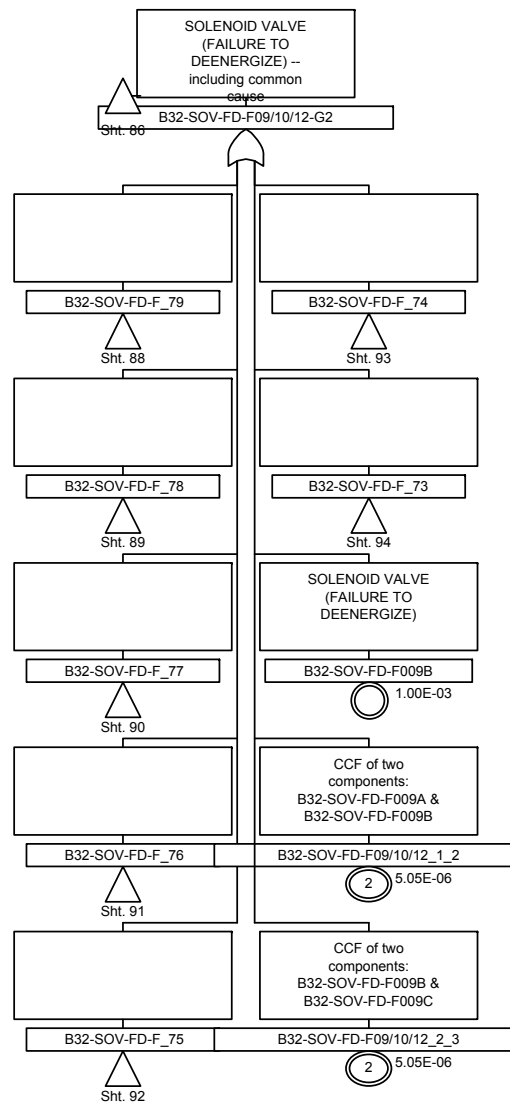 SOLENOID VALVE
(FAILURE TO
DEENERGIZE) --
including common
cause
Sht. 86
B32-SOV-FD-F09/10/12-G2
B32-SOV-FD-F_79
Sht. 88
B32-SOV-FD-F_74
Sht. 93
B32-SOV-FD-F_78
Sht. 89
B32-SOV-FD-F_73
Sht. 94
B32-SOV-FD-F_77
Sht. 90
SOLENOID VALVE
(FAILURE TO
DEENERGIZE)
B32-SOV-FD-F009B
1.00E-03
B32-SOV-FD-F_76
Sht. 91
CCF of two
components:
B32-SOV-FD-F009A &
B32-SOV-FD-F009B
B32-SOV-FD-F09/10/12_1_2
2
5.05E-06
B32-SOV-FD-F_75
Sht. 92
CCF of two
components:
B32-SOV-FD-F009B &
B32-SOV-FD-F009C
B32-SOV-FD-F09/10/12_2_3
2
5.05E-06